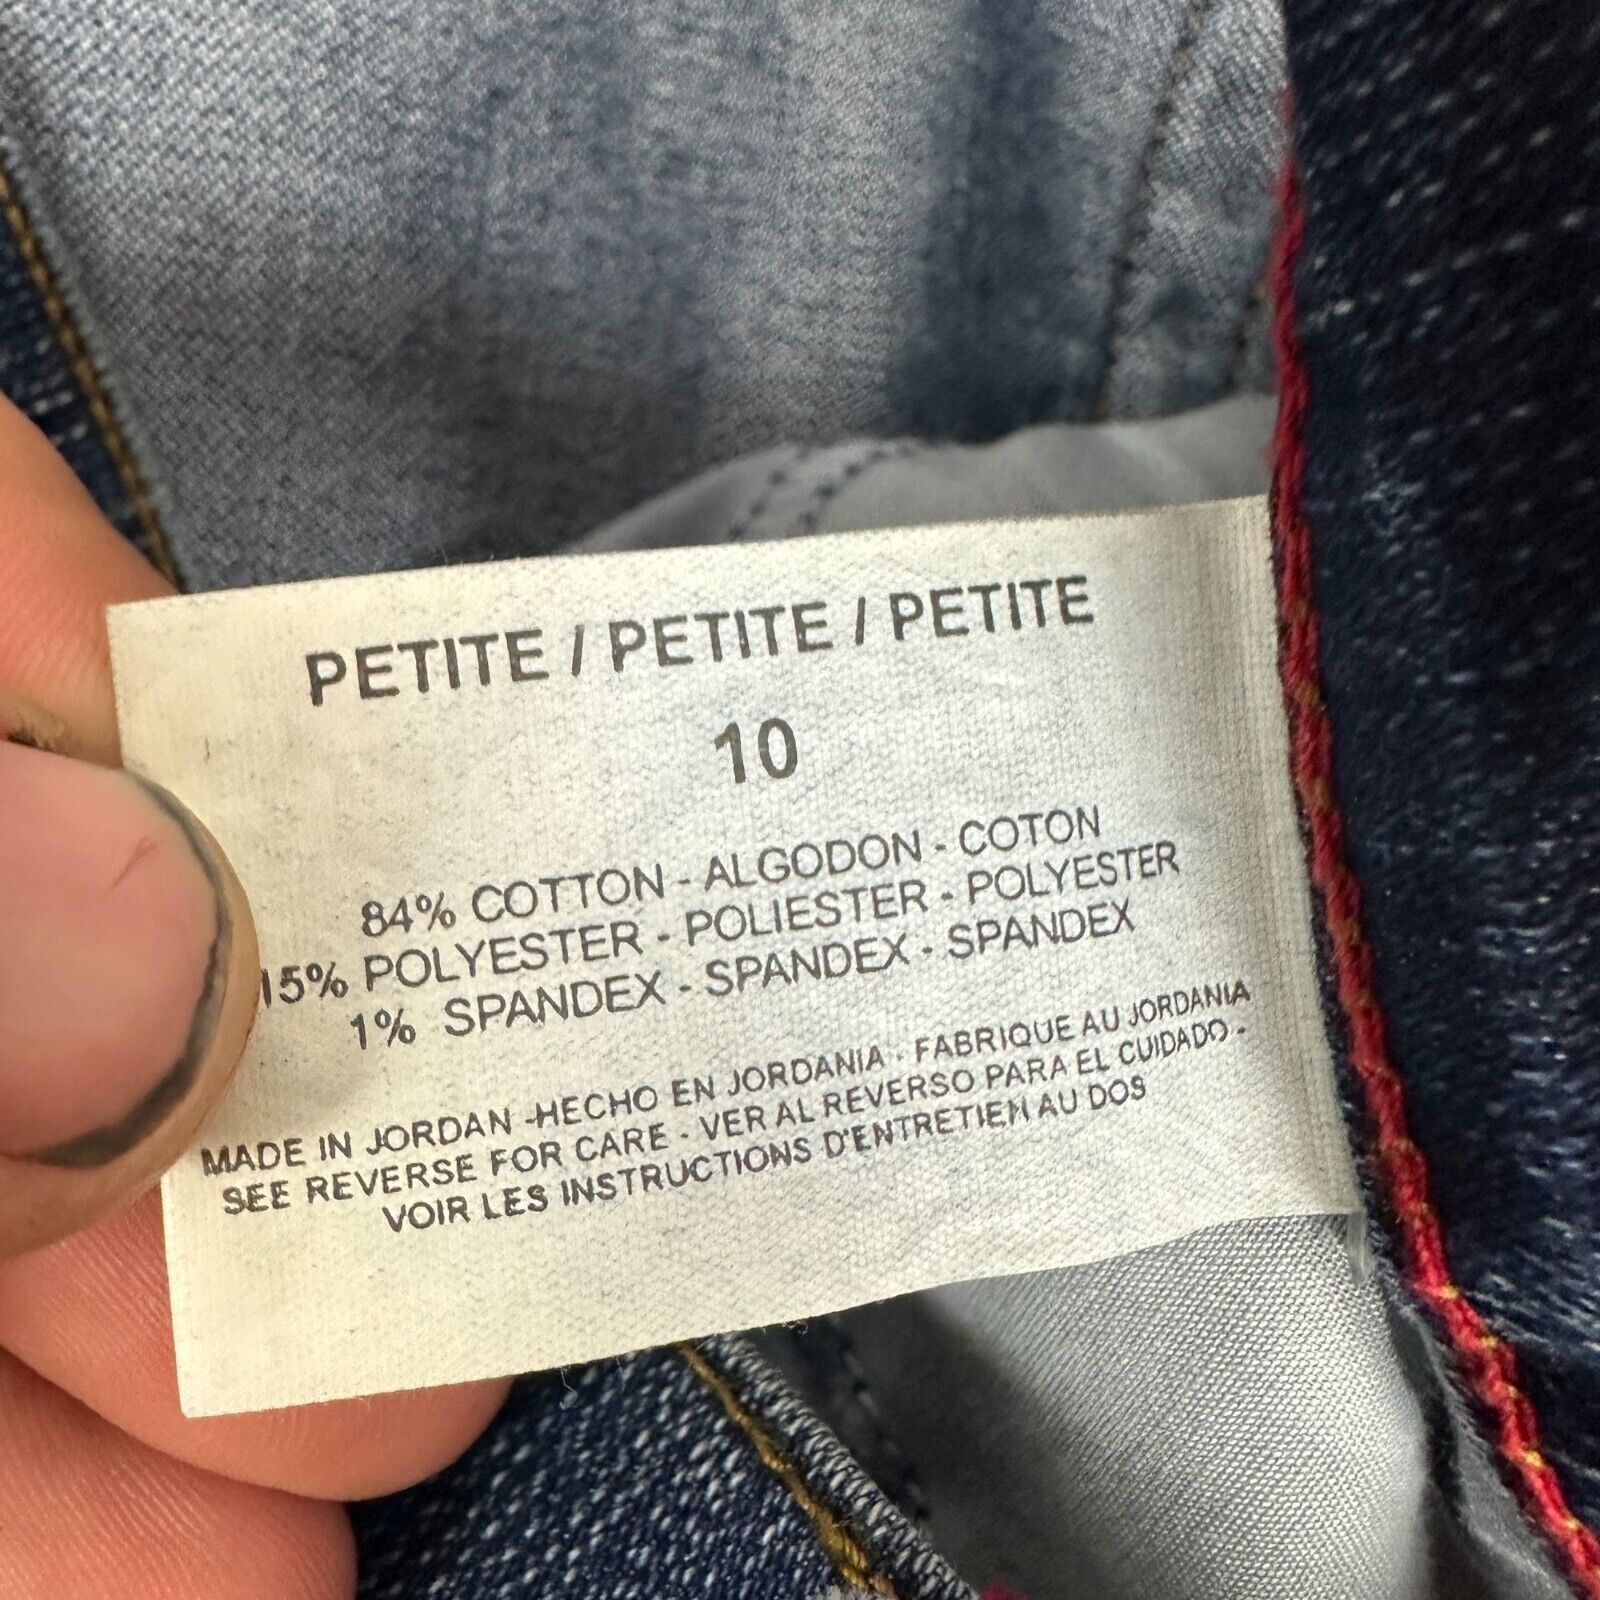 PETITE / PETITE / PETITE
10
84% COTTON - ALGODON - COTON
15% POLYESTER - POLIESTER - POLYESTER
1% SPANDEX - SPANDEX - SPANDEX
MADE IN JORDAN -HECHO EN JORDANIA - FABRIQUE AU JORDANIA
SEE REVERSE FOR CARE - VER AL REVERSO PARA EL CUIDADO -
VOIR LES INSTRUCTIONS D'ENTRETIEN AU DOS